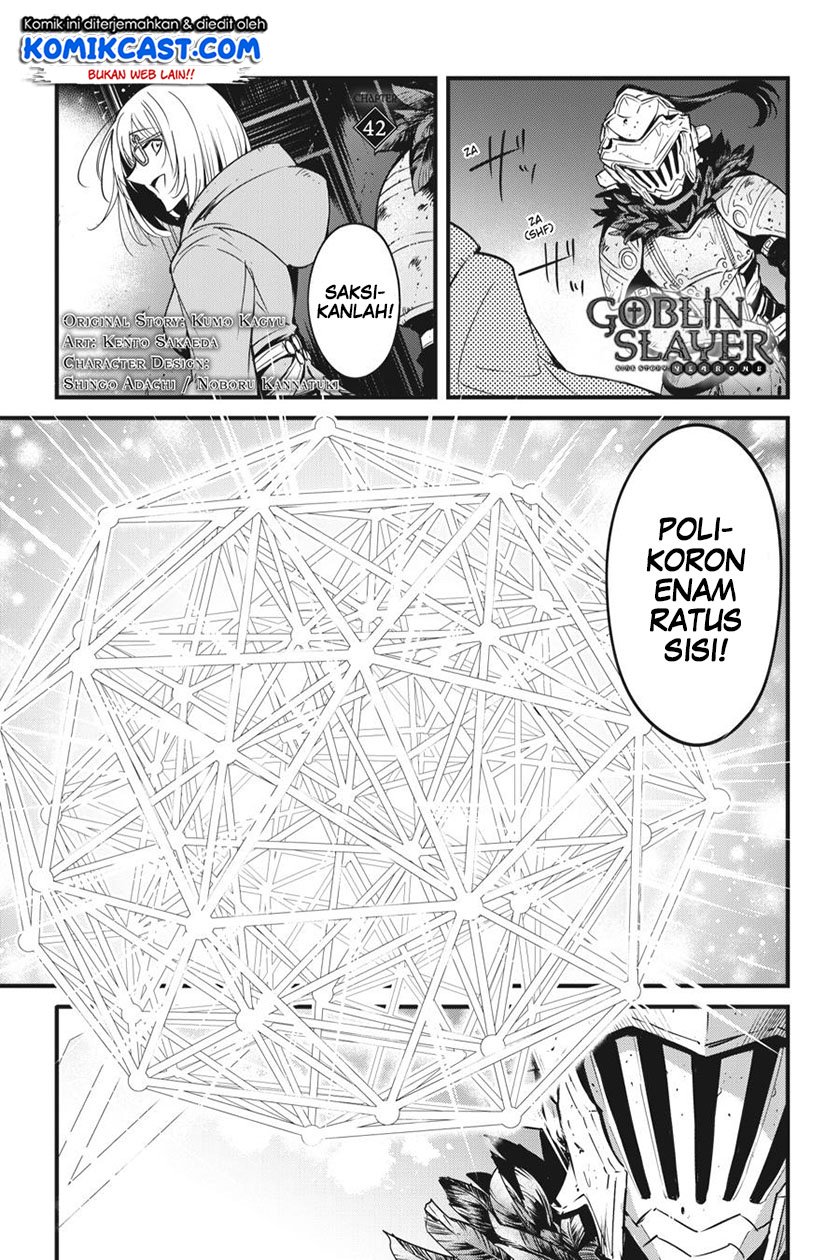 Komik ini diterjemahkan & diedit oleh
KOMIKCAST.COM
BUKAN WEB LAIN!!
ZA
ZA
(SHF)
GOBLIN
SLAYER
SIDE STORY YEAR ONE
CHAPTER
42
SAKSI-
KANLAH!
Original Story: Kumo Kagyu
Art: Kento Sakaeda
Character Design:
Shingo Adachi / Noboru Kannatuki
POLI-
KORON
ENAM
RATUS
SISI!